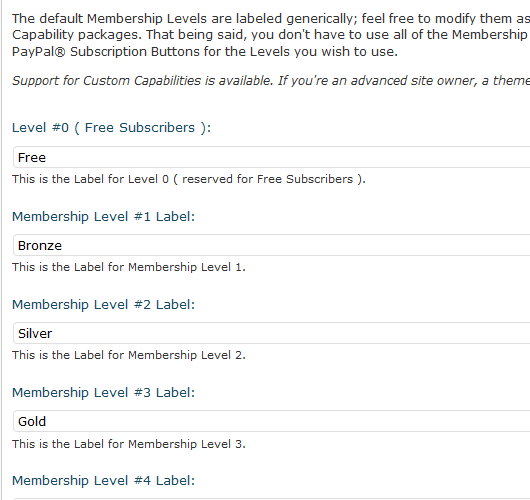 The default Membership Levels are labeled generically; feel free to modify them as
Capability packages. That being said, you don't have to use all of the Membership
PayPal® Subscription Buttons for the Levels you wish to use.
Support for Custom Capabilities is available. If you're an advanced site owner, a theme
Level #0 ( Free Subscribers ):
Free
This is the Label for Level 0 ( reserved for Free Subscribers ).
Membership Level #1 Label:
Bronze
This is the Label for Membership Level 1.
Membership Level #2 Label:
Silver
This is the Label for Membership Level 2.
Membership Level #3 Label:
Gold
This is the Label for Membership Level 3.
Membership Level #4 Label: